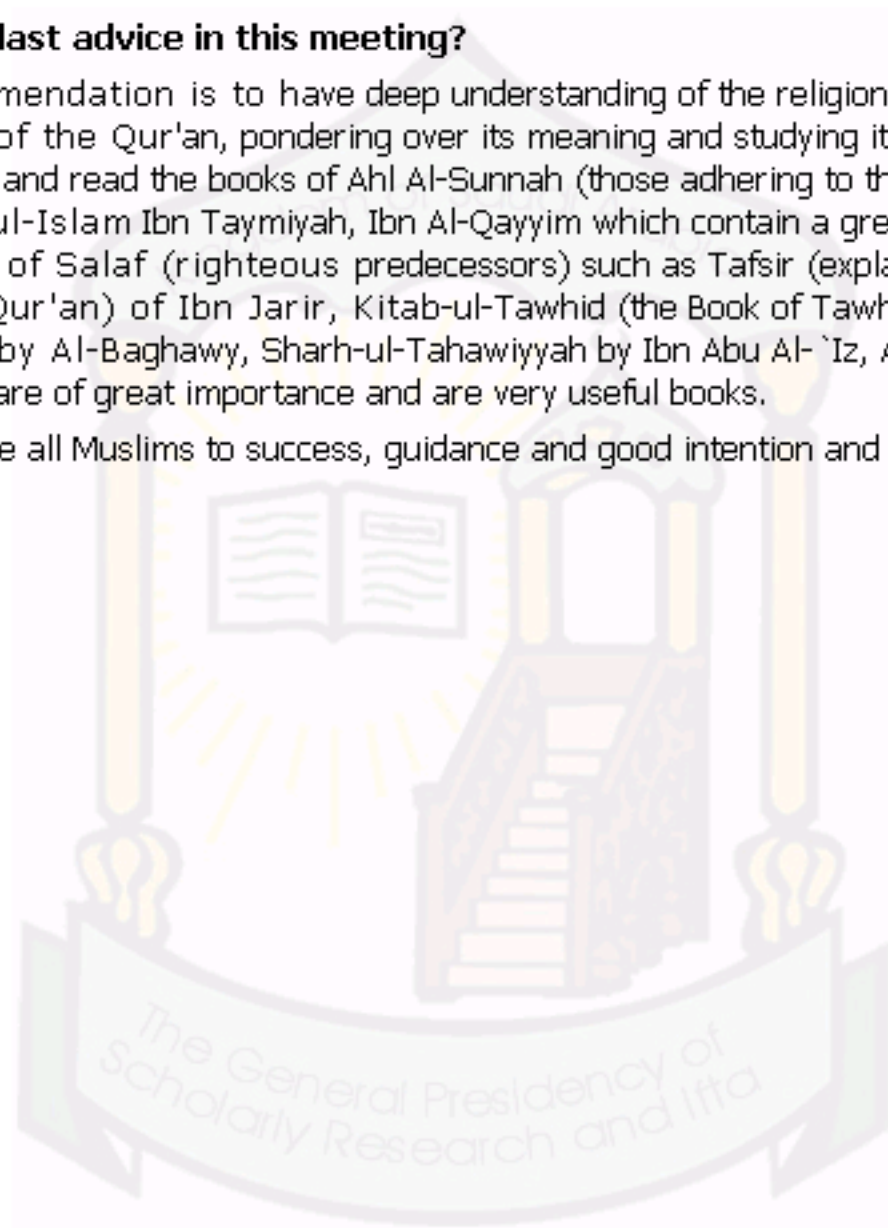 last advice in this meeting?
mendation is to have deep understanding of the religion
of the Qur'an, pondering over its meaning and studying it
and read the books of Ahl Al-Sunnah (those adhering to th
ul-Islam Ibn Taymiyah, Ibn Al-Qayyim which contain a gre
of Salaf (righteous predecessors) such as Tafsir (expla
Qur'an) of Ibn Jarir, Kitab-ul-Tawhid (the Book of Tawh
by Al-Baghawy, Sharh-ul-Tahawiyyah by Ibn Abu Al-`Iz, A
are of great importance and are very useful books.
e all Muslims to success, guidance and good intention and
Kingdom of Saudi Arabia
The General Presidency of
Scholarly Research and Ifta